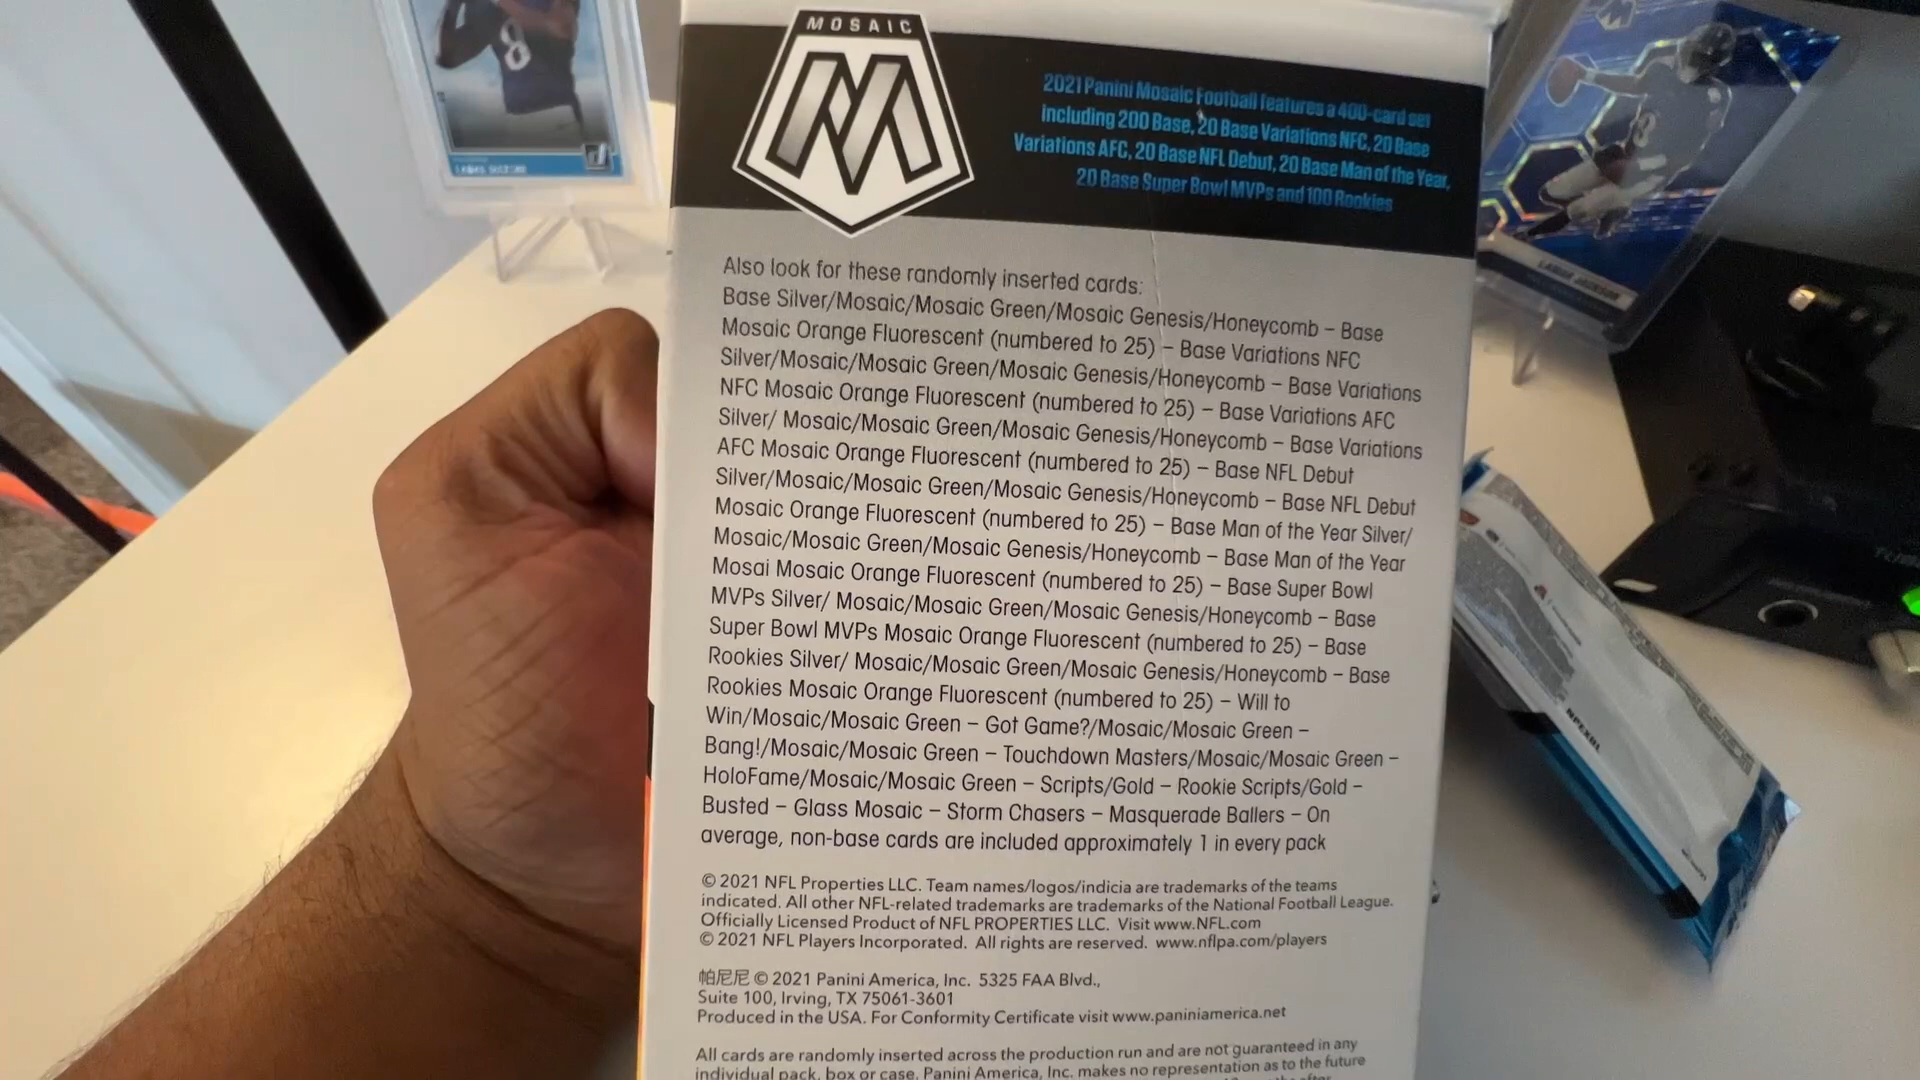 MOSAIC
2021 Panini Mosaic Football features a 400-card set
including 200 Base, 20 Base Variations NFC, 20 Base
Variations AFC, 20 Base NFL Debut, 20 Base Man of the Year,
20 Base Super Bowl MVPs and 100 Rookies
Also look for these randomly inserted cards:
Base Silver/Mosaic/Mosaic Green/Mosaic Genesis/Honeycomb – Base
Mosaic Orange Fluorescent (numbered to 25) – Base Variations NFC
Silver/Mosaic/Mosaic Green/Mosaic Genesis/Honeycomb – Base Variations
NFC Mosaic Orange Fluorescent (numbered to 25) – Base Variations AFC
Silver/ Mosaic/Mosaic Green/Mosaic Genesis/Honeycomb – Base Variations
AFC Mosaic Orange Fluorescent (numbered to 25) – Base NFL Debut
Silver/Mosaic/Mosaic Green/Mosaic Genesis/Honeycomb – Base NFL Debut
Mosaic Orange Fluorescent (numbered to 25) – Base Man of the Year Silver/
Mosaic/Mosaic Green/Mosaic Genesis/Honeycomb – Base Man of the Year
Mosai Mosaic Orange Fluorescent (numbered to 25) – Base Super Bowl
MVPs Silver/ Mosaic/Mosaic Green/Mosaic Genesis/Honeycomb – Base
Super Bowl MVPs Mosaic Orange Fluorescent (numbered to 25) – Base
Rookies Silver/ Mosaic/Mosaic Green/Mosaic Genesis/Honeycomb – Base
Rookies Mosaic Orange Fluorescent (numbered to 25) – Will to
Win/Mosaic/Mosaic Green – Got Game?/Mosaic/Mosaic Green –
Bang!/Mosaic/Mosaic Green – Touchdown Masters/Mosaic/Mosaic Green –
HoloFame/Mosaic/Mosaic Green – Scripts/Gold – Rookie Scripts/Gold –
Busted – Glass Mosaic – Storm Chasers – Masquerade Ballers – On
average, non-base cards are included approximately 1 in every pack
© 2021 NFL Properties LLC. Team names/logos/indicia are trademarks of the teams
indicated. All other NFL-related trademarks are trademarks of the National Football League.
Officially Licensed Product of NFL PROPERTIES LLC. Visit www.NFL.com
© 2021 NFL Players Incorporated. All rights are reserved. www.nflpa.com/players
帕尼尼 © 2021 Panini America, Inc. 5325 FAA Blvd.,
Suite 100, Irving, TX 75061-3601
Produced in the USA. For Conformity Certificate visit www.paniniamerica.net
All cards are randomly inserted across the production run and are not guaranteed in any
individual pack, box or case. Panini America, Inc. makes no representation as to the future
8
LAMAR JACKSON